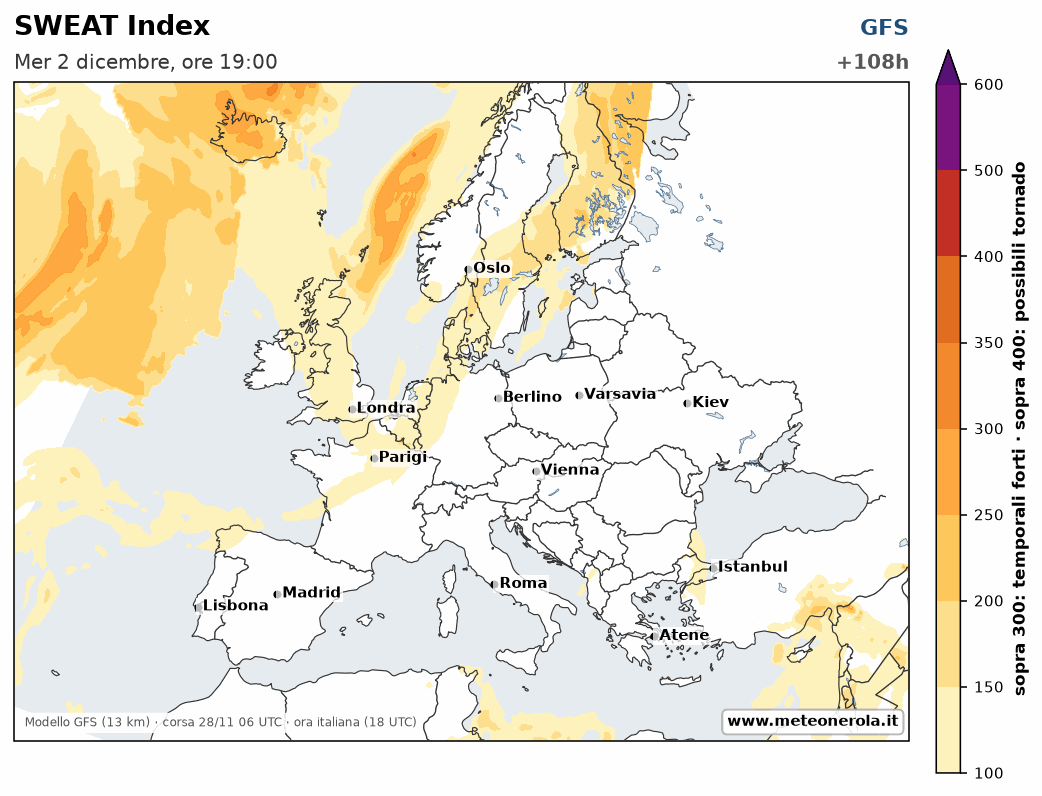 SWEAT Index
GFS
Mer 2 dicembre, ore 19:00
+108h
600
500
400
350
300
250
200
150
100
sopra 300: temporali forti · sopra 400: possibili tornado
Oslo
Berlino
Varsavia
Kiev
Londra
Parigi
Vienna
Istanbul
Roma
Madrid
Lisbona
Atene
Modello GFS (13 km) · corsa 28/11 06 UTC · ora italiana (18 UTC)
www.meteonerola.it